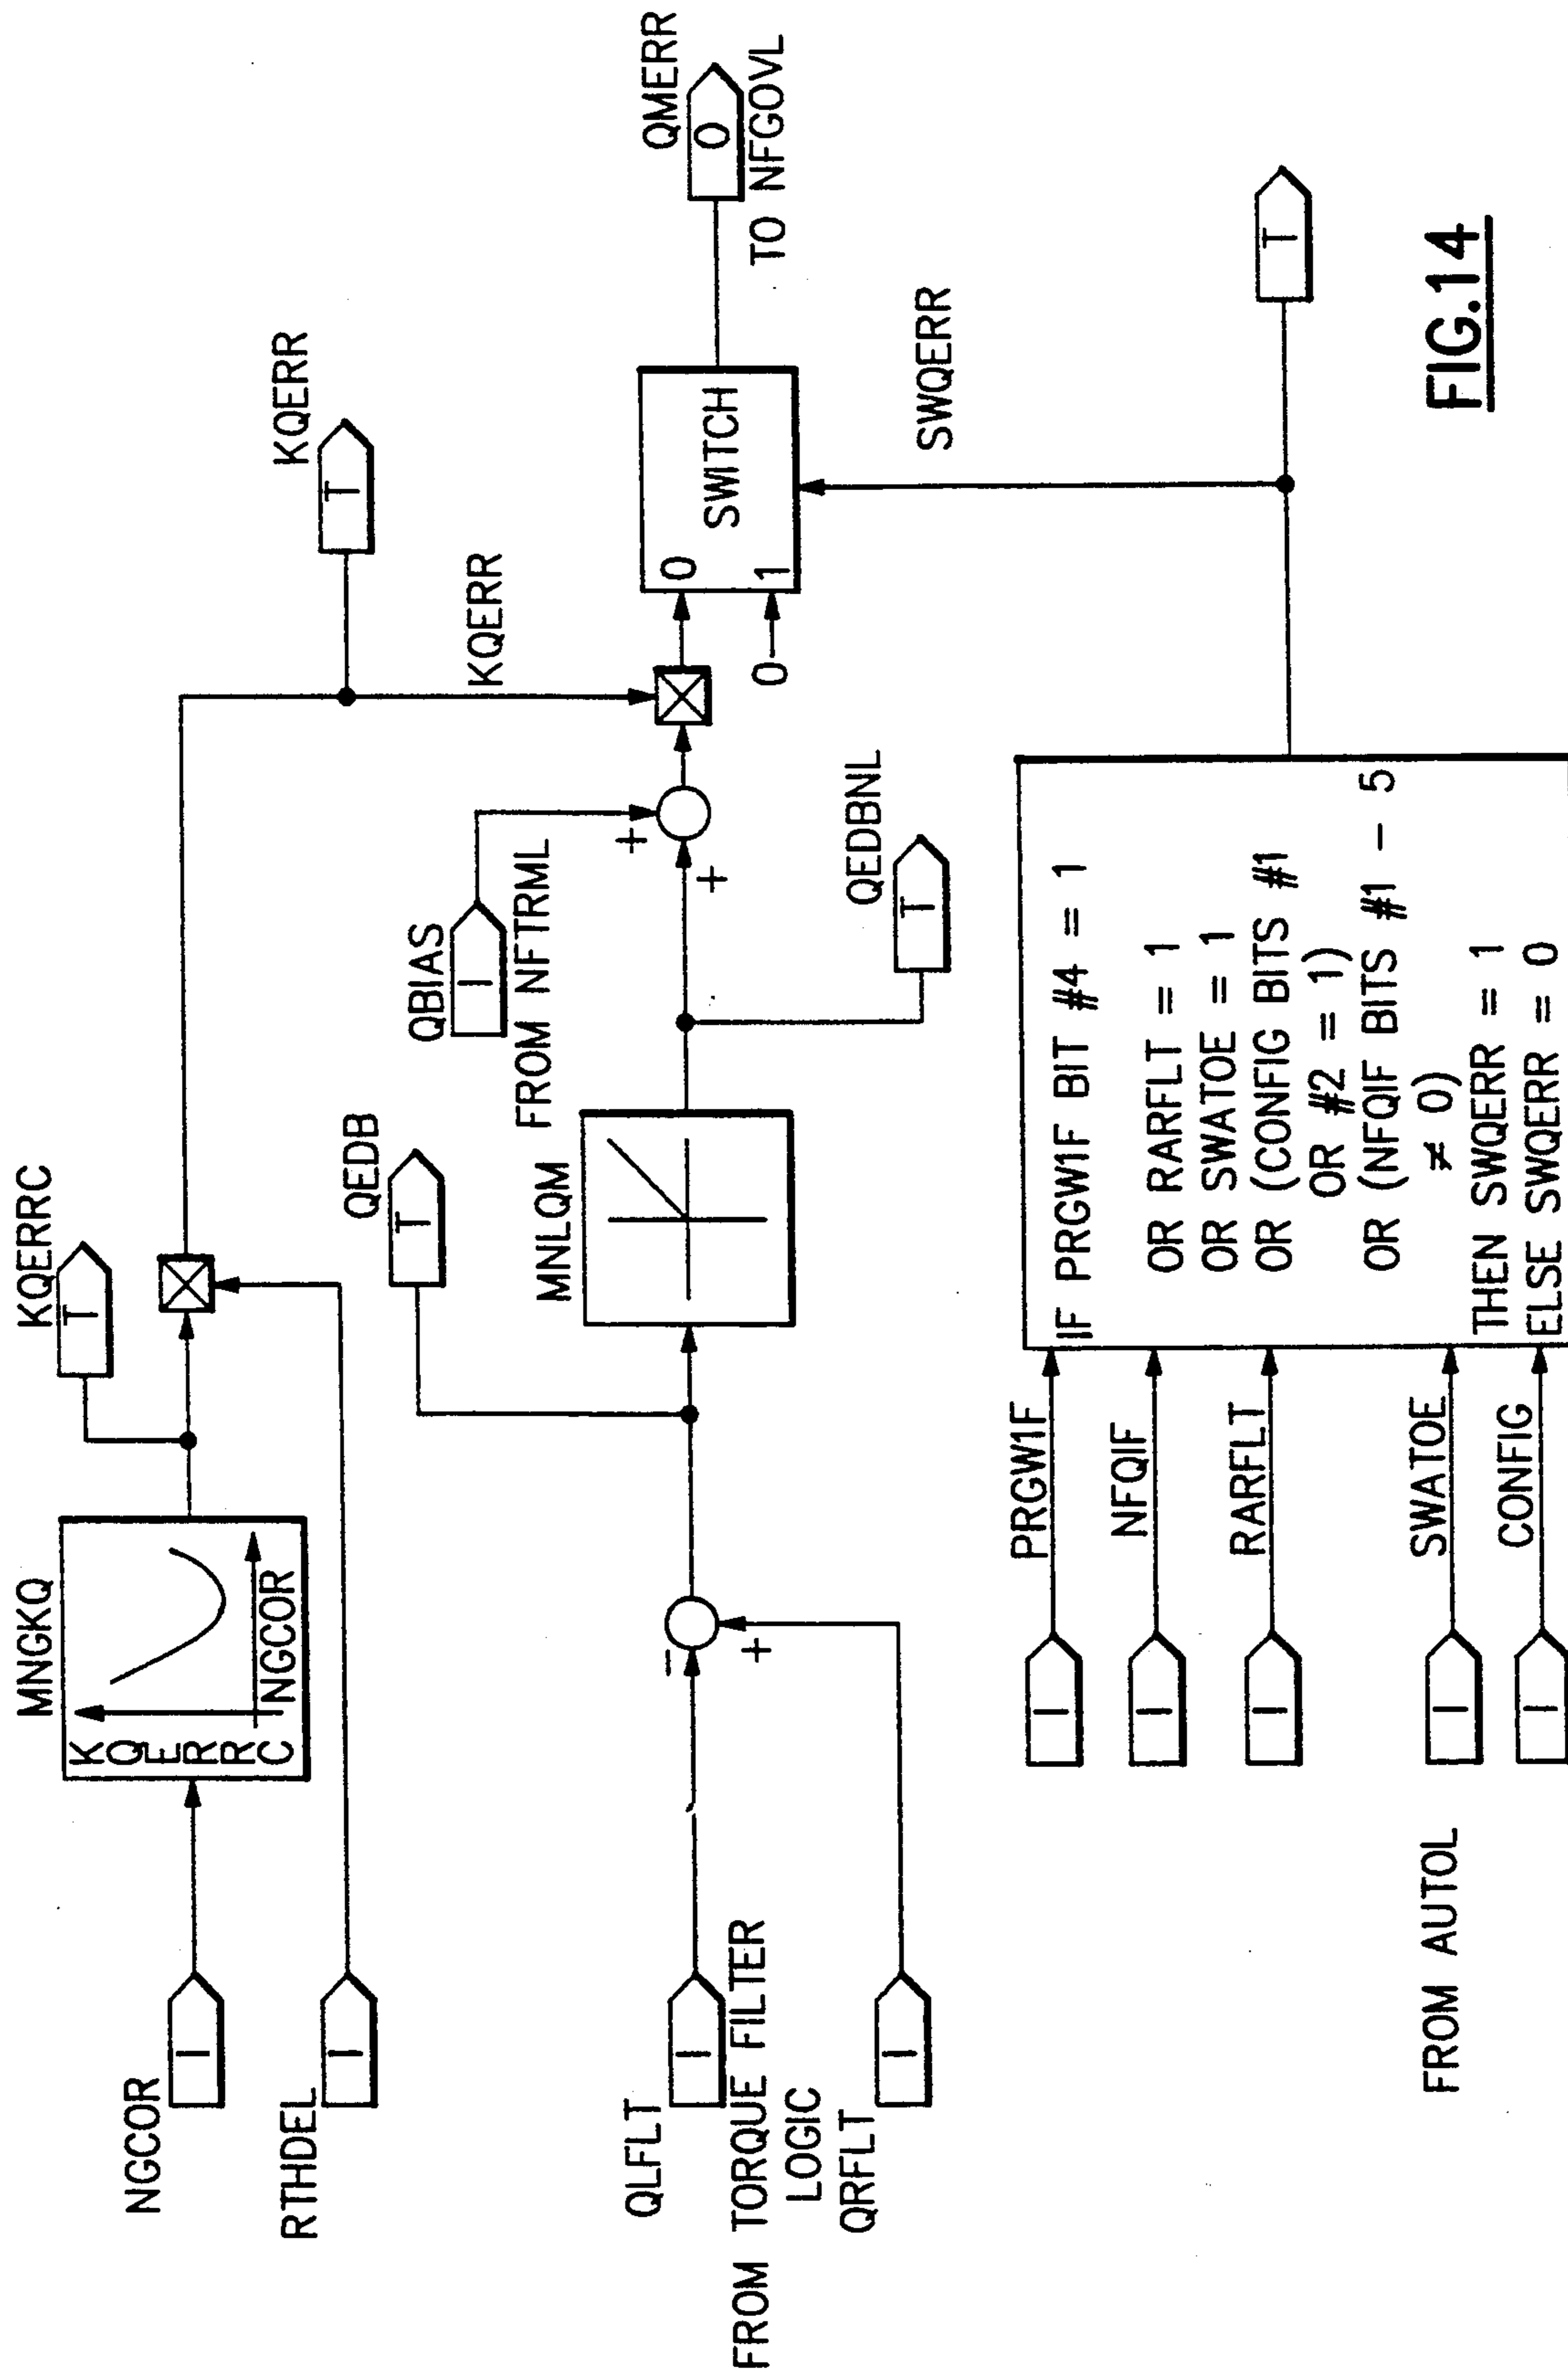 NGCOR
I
RTHDEL
I
MNGKQ
KQERRC
NGCOR
KQERRC
T
KQERR
T
KQERR
QLFLT
I
FROM TORQUE FILTER
LOGIC
QRFLT
I
−
+
QEDB
T
MNLQM
QBIAS
I
FROM NFTRML
+
+
QEDBNL
T
0
SWITCH
0
1
QMERR
O
TO NFGOVL
SWQERR
T
I
PRGW1F
I
NFQIF
I
RARFLT
FROM AUTOL
I
SWATOE
I
CONFIG
IF PRGW1F BIT #4 = 1
OR RARFLT = 1
OR SWATOE = 1
OR (CONFIG BITS #1
OR #2 = 1)
OR (NFQIF BITS #1 – 5
≠ 0)
THEN SWQERR = 1
ELSE SWQERR = 0
FIG.14